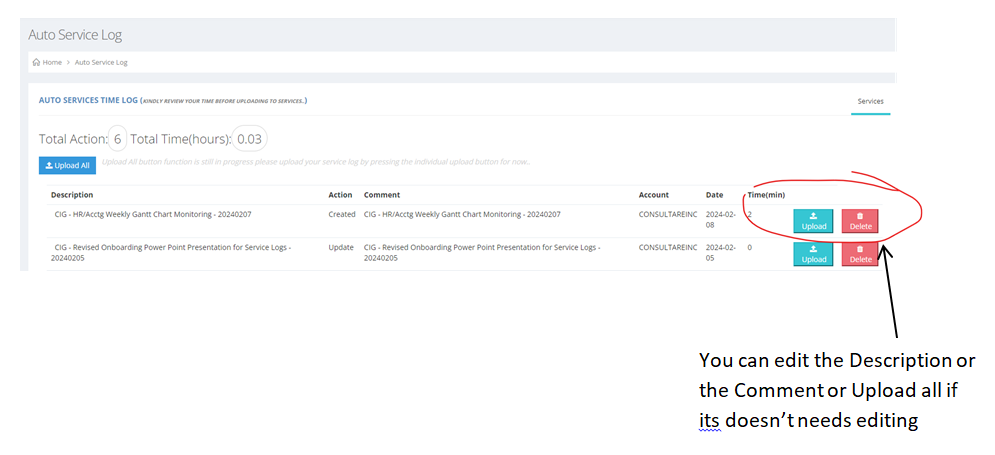 Auto Service Log
Home > Auto Service Log
AUTO SERVICES TIME LOG (KINDLY REVIEW YOUR TIME BEFORE UPLOADING TO SERVICES.)
Services
Total Action: 6 Total Time(hours): 0.03
Upload All
Upload All button function is still in progress please upload your service log by pressing the individual upload button for now..
Description Action Comment Account Date Time(min)
CIG - HR/Acctg Weekly Gantt Chart Monitoring - 20240207 Created CIG - HR/Acctg Weekly Gantt Chart Monitoring - 20240207 CONSULTAREINC 2024-02- 2
08
Upload Delete
CIG - Revised Onboarding Power Point Presentation for Service Logs - Update CIG - Revised Onboarding Power Point Presentation for Service Logs - CONSULTAREINC 2024-02- 0
20240205 20240205 05
Upload Delete
You can edit the Description or
the Comment or Upload all if
its doesn't needs editing